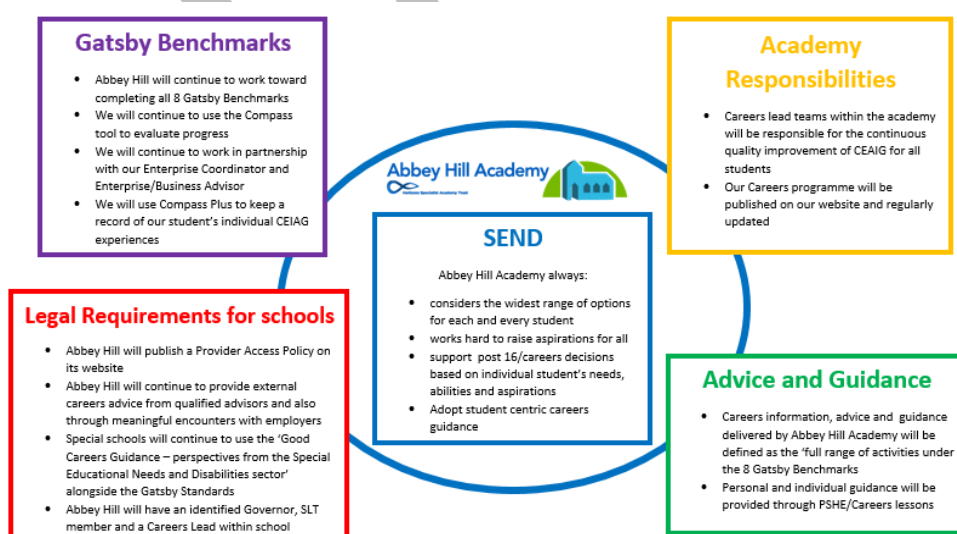 Gatsby Benchmarks
• Abbey Hill will continue to work toward
completing all 8 Gatsby Benchmarks
• We will continue to use the Compass
tool to evaluate progress
• We will continue to work in partnership
with our Enterprise Coordinator and
Enterprise/Business Advisor
• We will use Compass Plus to keep a
record of our student's individual CEIAG
experiences
Academy
Responsibilities
• Careers lead teams within the academy
will be responsible for the continuous
quality improvement of CEAIG for all
students
• Our Careers programme will be
published on our website and regularly
updated
Abbey Hill Academy
SEND
Abbey Hill Academy always:
• considers the widest range of options
for each and every student
• works hard to raise aspirations for all
• support  post 16/careers decisions
based on individual student's needs,
abilities and aspirations
• Adopt student centric careers
guidance
Legal Requirements for schools
• Abbey Hill will publish a Provider Access Policy on
its website
• Abbey Hill will continue to provide external
careers advice from qualified advisors and also
through meaningful encounters with employers
• Special schools will continue to use the 'Good
Careers Guidance – perspectives from the Special
Educational Needs and Disabilities sector'
alongside the Gatsby Standards
• Abbey Hill will have an identified Governor, SLT
member and a Careers Lead within school
Advice and Guidance
• Careers information, advice and  guidance
delivered by Abbey Hill Academy will be
defined as the 'full range of activities under
the 8 Gatsby Benchmarks
• Personal and individual guidance will be
provided through PSHE/Careers lessons